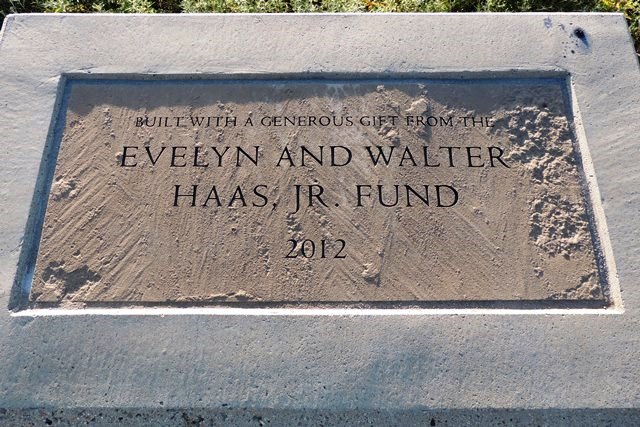 BUILT WITH A GENEROUS GIFT FROM THE
EVELYN AND WALTER
HAAS, JR. FUND
2012